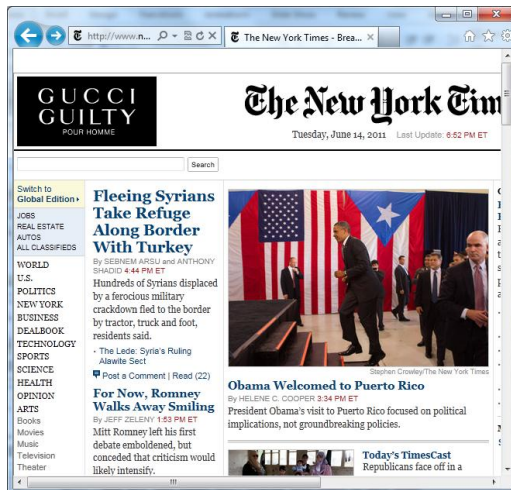 http://www.n...
The New York Times - Brea...
GUCCI
GUILTY
POUR HOMME
The New York Tim
Tuesday, June 14, 2011 Last Update: 6:52 PM ET
Search
Switch to
Global Edition
JOBS
REAL ESTATE
AUTOS
ALL CLASSIFIEDS
WORLD
U.S.
POLITICS
NEW YORK
BUSINESS
DEALBOOK
TECHNOLOGY
SPORTS
SCIENCE
HEALTH
OPINION
ARTS
Books
Movies
Music
Television
Theater
Fleeing Syrians
Take Refuge
Along Border
With Turkey
By SEBNEM ARSU and ANTHONY
SHADID 4:44 PM ET
Hundreds of Syrians displaced
by a ferocious military
crackdown fled to the border
by tractor, truck and foot,
residents said.
• The Lede: Syria's Ruling
Alawite Sect
Post a Comment | Read (22)
For Now, Romney
Walks Away Smiling
By JEFF ZELENY 1:53 PM ET
Mitt Romney left his first
debate emboldened, but
conceded that criticism would
likely intensify.
Stephen Crowley/The New York Times
Obama Welcomed to Puerto Rico
By HELENE C. COOPER 3:34 PM ET
President Obama's visit to Puerto Rico focused on political
implications, not groundbreaking policies.
Today's TimesCast
Republicans face off in a